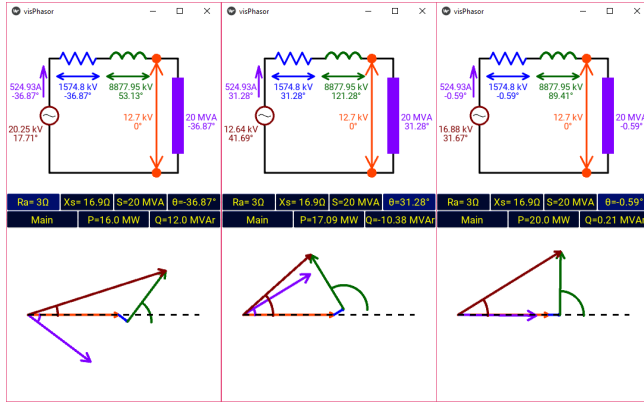 visPhasor
524.93A
-36.87°
1574.8 kV
-36.87°
8877.95 kV
53.13°
20.25 kV
17.71°
12.7 kV
0°
20 MVA
-36.87°
Ra= 3Ω Xs= 16.9Ω S=20 MVA θ=-36.87°
Main P=16.0 MW Q=12.0 MVAr
visPhasor
524.93A
31.28°
1574.8 kV
31.28°
8877.95 kV
121.28°
12.64 kV
41.69°
12.7 kV
0°
20 MVA
31.28°
Ra= 3Ω Xs= 16.9Ω S=20 MVA θ=31.28°
Main P=17.09 MW Q=-10.38 MVAr
visPhasor
524.93A
-0.59°
1574.8 kV
-0.59°
8877.95 kV
89.41°
16.88 kV
31.67°
12.7 kV
0°
20 MVA
-0.59°
Ra= 3Ω Xs= 16.9Ω S=20 MVA θ=-0.59°
Main P=20.0 MW Q=0.21 MVAr